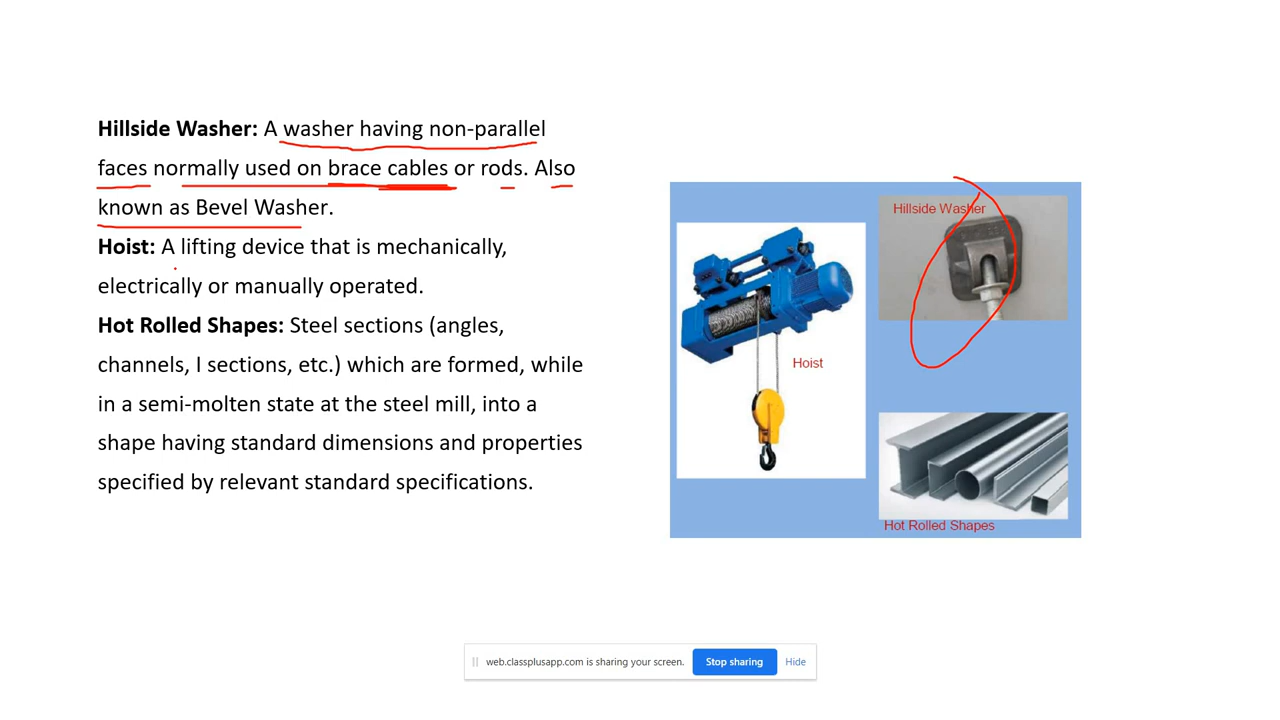 Hillside Washer: A washer having non-parallel
faces normally used on brace cables or rods. Also
known as Bevel Washer.
Hoist: A lifting device that is mechanically,
electrically or manually operated.
Hot Rolled Shapes: Steel sections (angles,
channels, I sections, etc.) which are formed, while
in a semi-molten state at the steel mill, into a
shape having standard dimensions and properties
specified by relevant standard specifications.
Hillside Washer
Hoist
Hot Rolled Shapes
web.classplusapp.com is sharing your screen. Stop sharing Hide